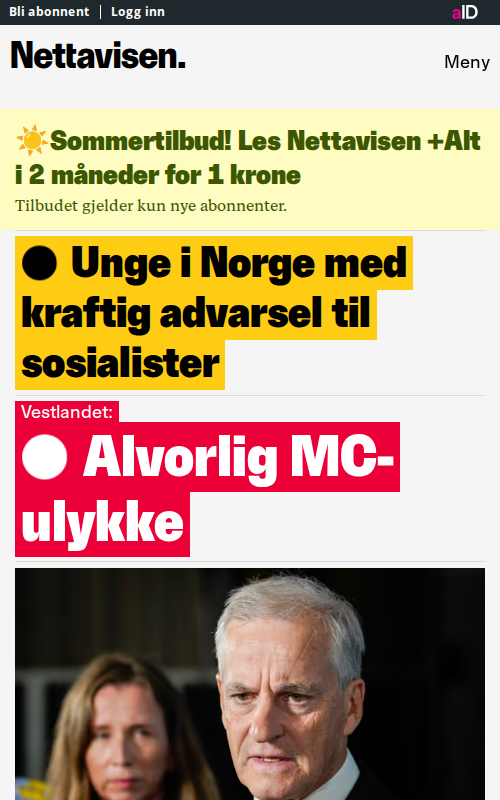 Bli abonnent
Logg inn
aID
Nettavisen.
Meny
☀️Sommertilbud! Les Nettavisen +Alt
i 2 måneder for 1 krone
Tilbudet gjelder kun nye abonnenter.
⚫ Unge i Norge med
kraftig advarsel til
sosialister
Vestlandet:
⚪ Alvorlig MC-
ulykke